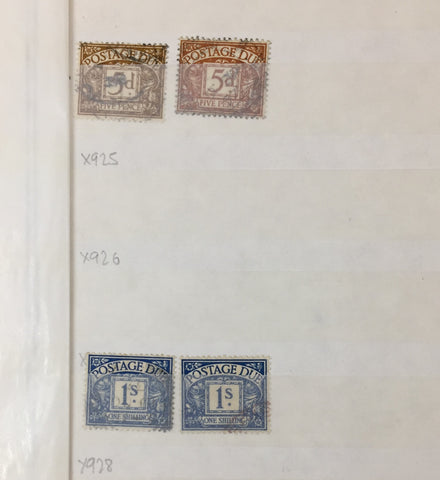 POSTAGE DUE POSTAGE DUE
5d 5d
FIVE PENCE FIVE PENCE
X925
X926
POSTAGE DUE POSTAGE DUE
1S. 1S.
ONE SHILLING ONE SHILLING
X928